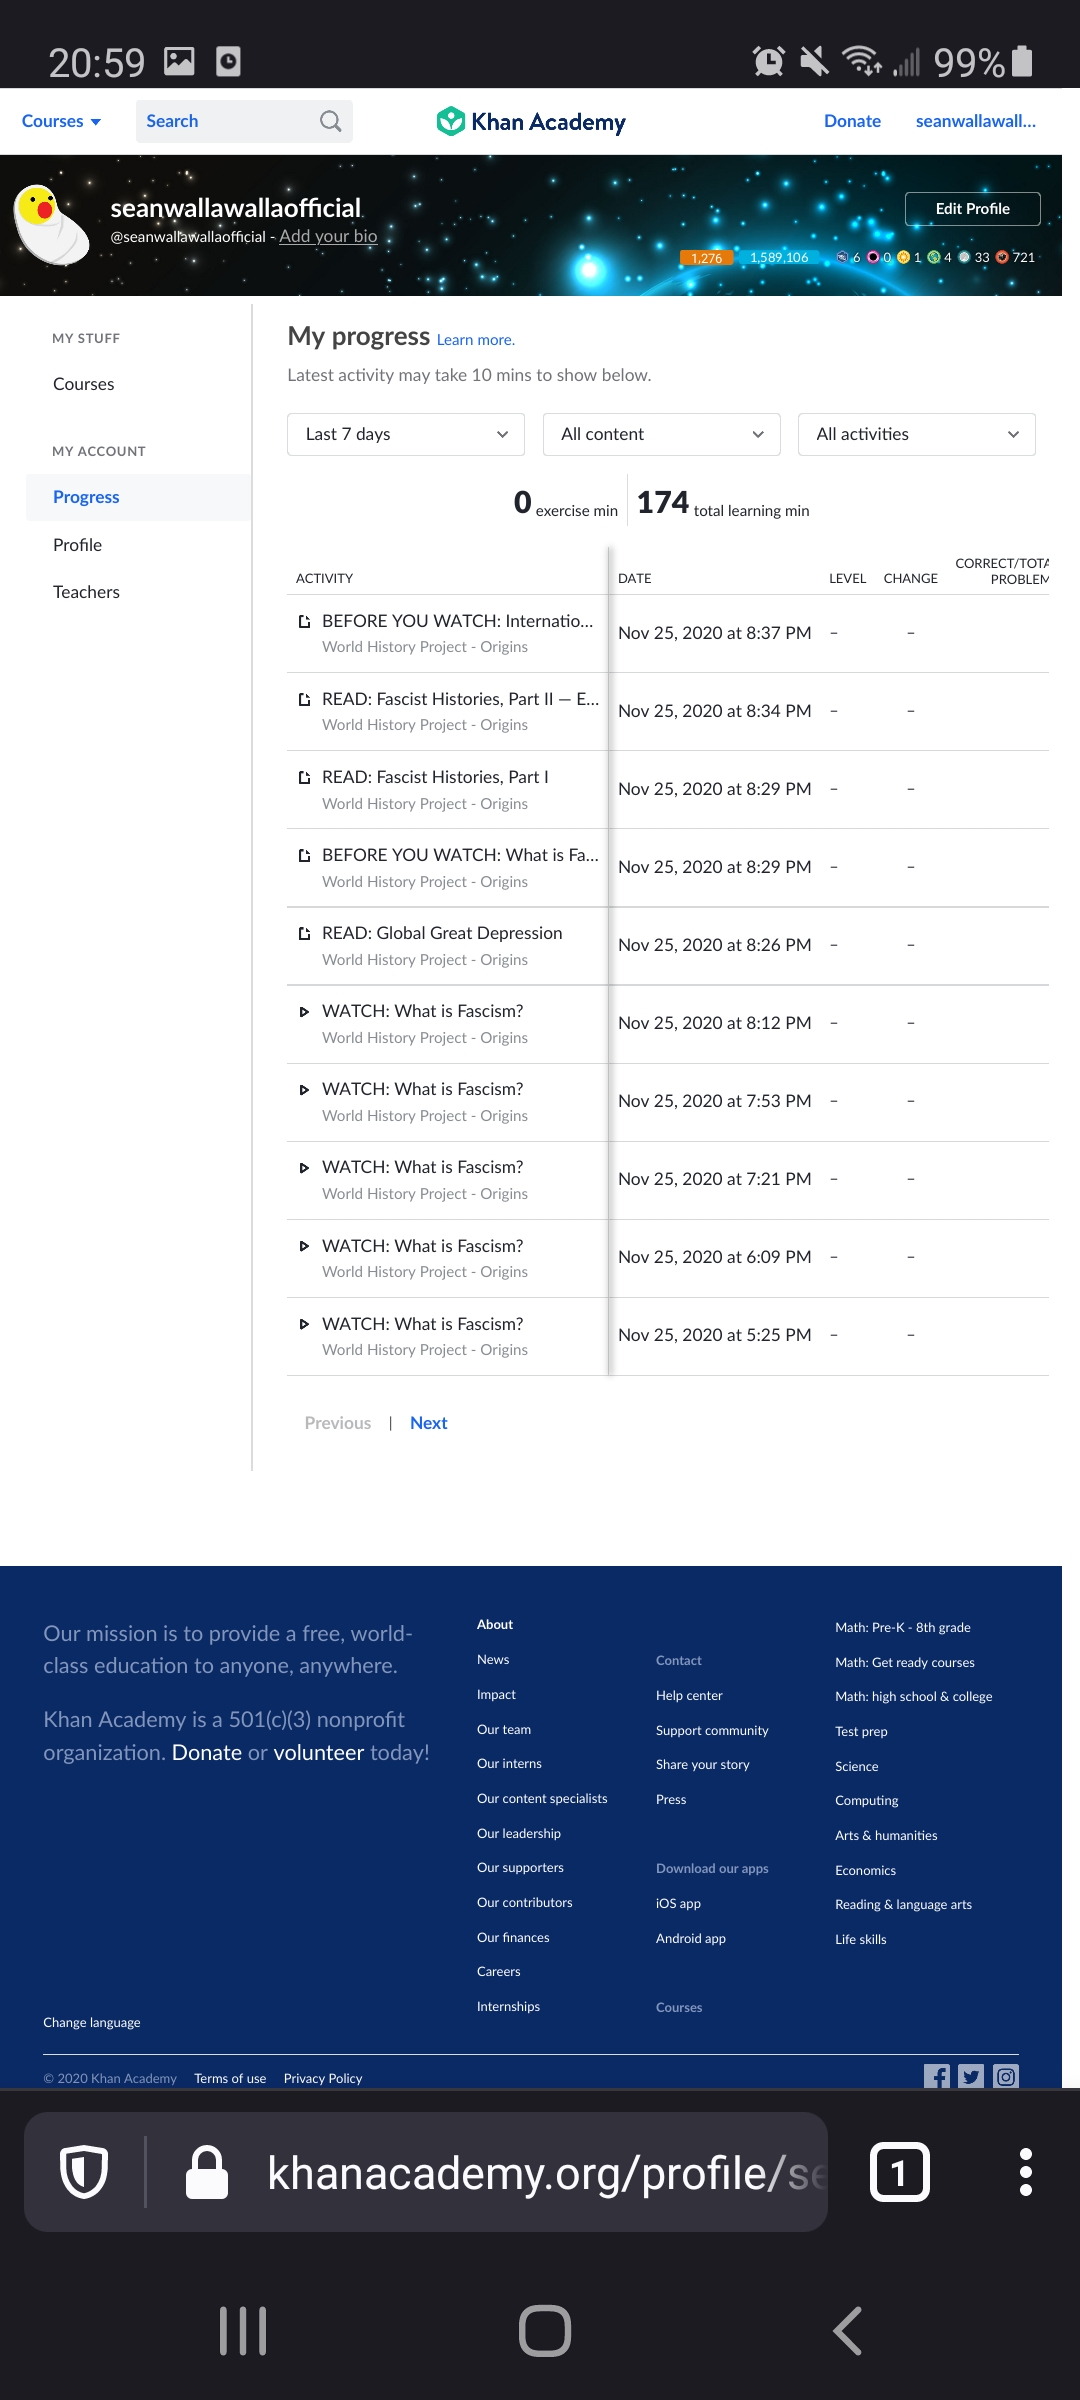 20:59 99%
Courses Search Khan Academy Donate seanwallawall...
seanwallawallaofficial
@seanwallawallaofficial - Add your bio
Edit Profile
1,276 1,589,106 6 0 1 4 33 721
MY STUFF
Courses
MY ACCOUNT
Progress
Profile
Teachers
My progress Learn more.
Latest activity may take 10 mins to show below.
Last 7 days All content All activities
0 exercise min 174 total learning min
ACTIVITY DATE LEVEL CHANGE CORRECT/TOTA
PROBLEM
BEFORE YOU WATCH: Internatio... Nov 25, 2020 at 8:37 PM – –
World History Project - Origins
READ: Fascist Histories, Part II — E... Nov 25, 2020 at 8:34 PM – –
World History Project - Origins
READ: Fascist Histories, Part I Nov 25, 2020 at 8:29 PM – –
World History Project - Origins
BEFORE YOU WATCH: What is Fa... Nov 25, 2020 at 8:29 PM – –
World History Project - Origins
READ: Global Great Depression Nov 25, 2020 at 8:26 PM – –
World History Project - Origins
WATCH: What is Fascism? Nov 25, 2020 at 8:12 PM – –
World History Project - Origins
WATCH: What is Fascism? Nov 25, 2020 at 7:53 PM – –
World History Project - Origins
WATCH: What is Fascism? Nov 25, 2020 at 7:21 PM – –
World History Project - Origins
WATCH: What is Fascism? Nov 25, 2020 at 6:09 PM – –
World History Project - Origins
WATCH: What is Fascism? Nov 25, 2020 at 5:25 PM – –
World History Project - Origins
Previous | Next
Our mission is to provide a free, world-
class education to anyone, anywhere.
Khan Academy is a 501(c)(3) nonprofit
organization. Donate or volunteer today!
Change language
About
News
Impact
Our team
Our interns
Our content specialists
Our leadership
Our supporters
Our contributors
Our finances
Careers
Internships
Contact
Help center
Support community
Share your story
Press
Download our apps
iOS app
Android app
Courses
Math: Pre-K - 8th grade
Math: Get ready courses
Math: high school & college
Test prep
Science
Computing
Arts & humanities
Economics
Reading & language arts
Life skills
© 2020 Khan Academy Terms of use Privacy Policy
khanacademy.org/profile/se 1